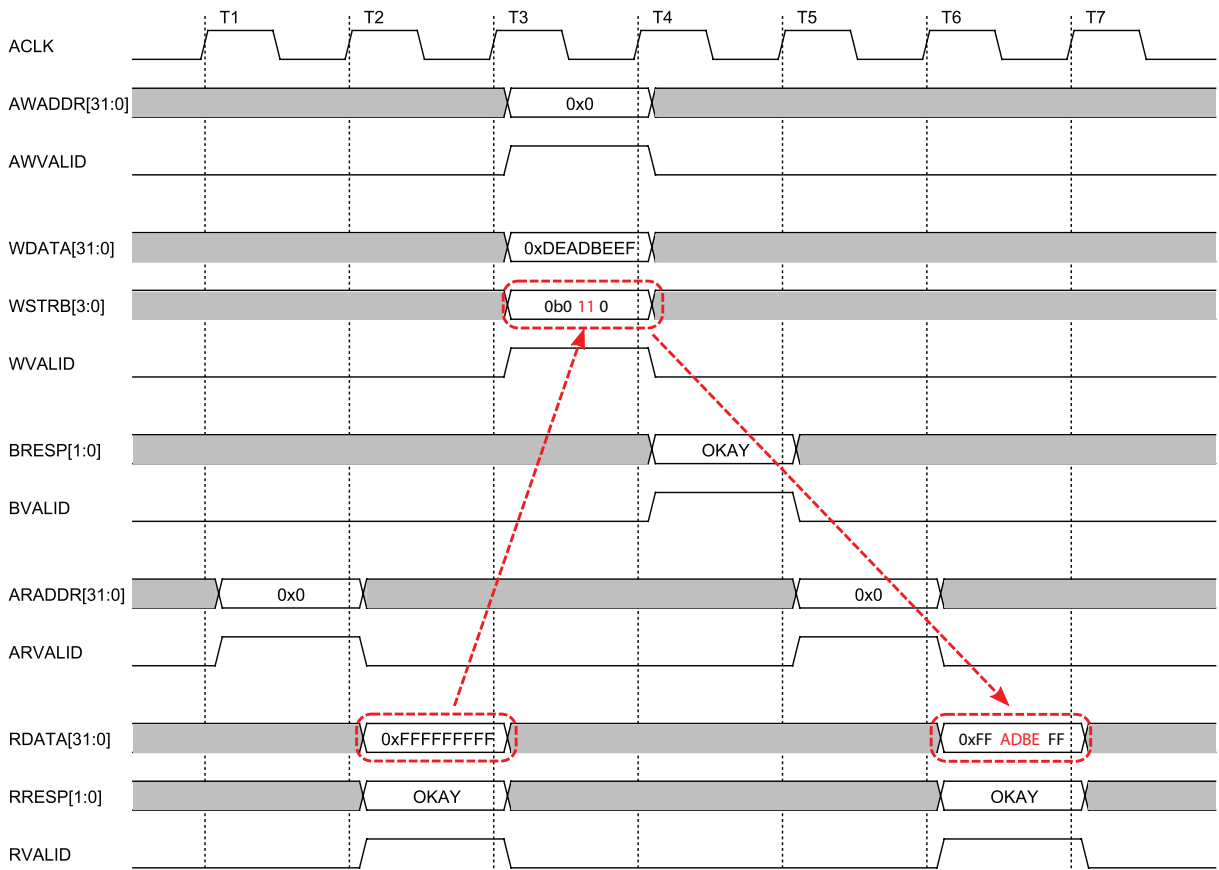 T1 T2 T3 T4 T5 T6 T7
ACLK
AWADDR[31:0] 0x0
AWVALID
WDATA[31:0] 0xDEADBEEF
WSTRB[3:0] 0b0 11 0
WVALID
BRESP[1:0] OKAY
BVALID
ARADDR[31:0] 0x0 0x0
ARVALID
RDATA[31:0] 0xFFFFFFFFF 0xFF ADBE FF
RRESP[1:0] OKAY OKAY
RVALID